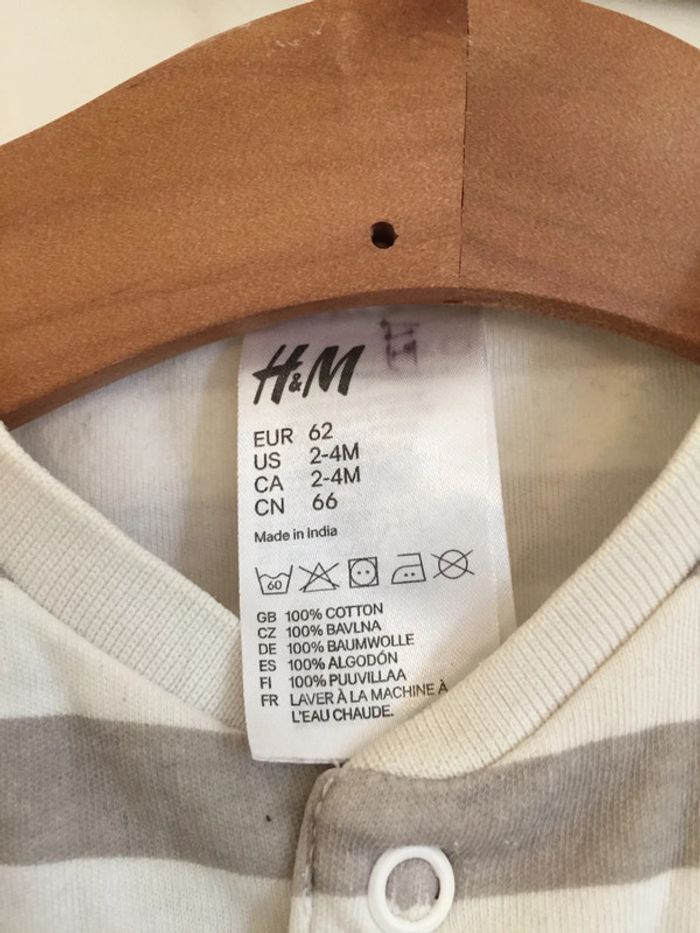 H&M
EUR 62
US 2-4M
CA 2-4M
CN 66
Made in India
60
GB 100% COTTON
CZ 100% BAVLNA
DE 100% BAUMWOLLE
ES 100% ALGODÓN
FI 100% PUUVILLAA
FR LAVER À LA MACHINE À
L'EAU CHAUDE.